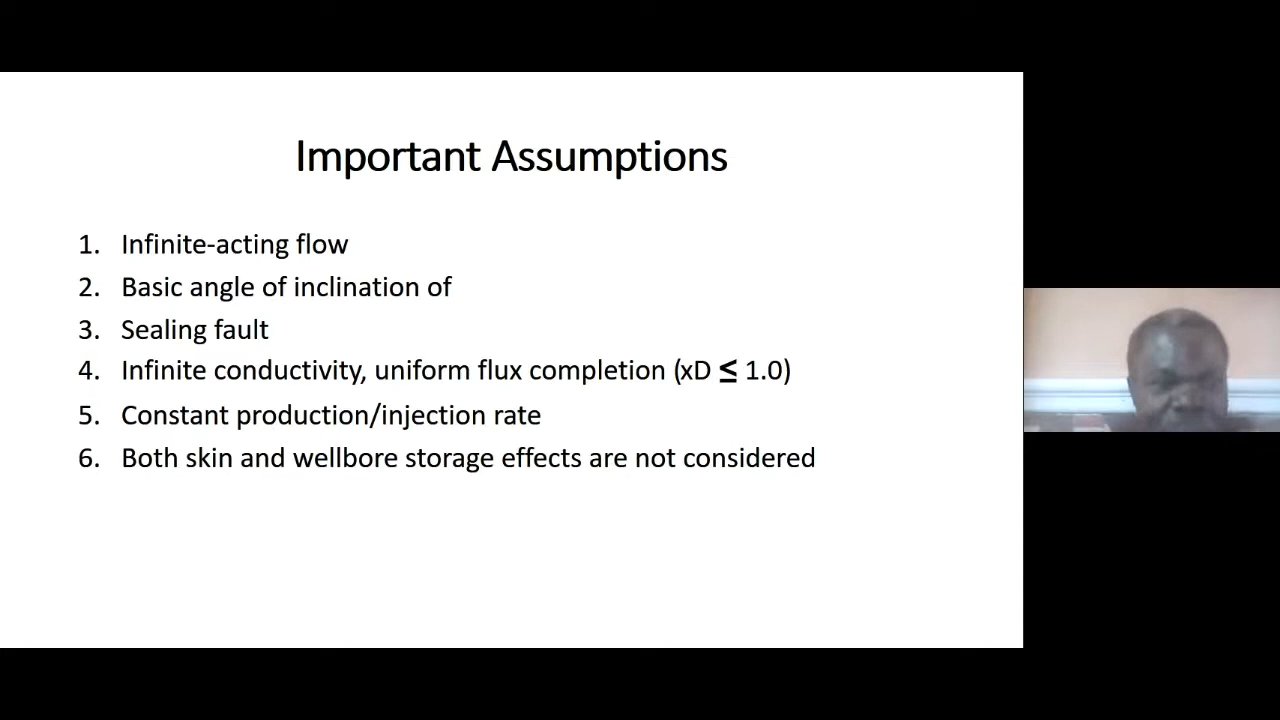 Important Assumptions
1. Infinite-acting flow
2. Basic angle of inclination of
3. Sealing fault
4. Infinite conductivity, uniform flux completion (xD ≤ 1.0)
5. Constant production/injection rate
6. Both skin and wellbore storage effects are not considered